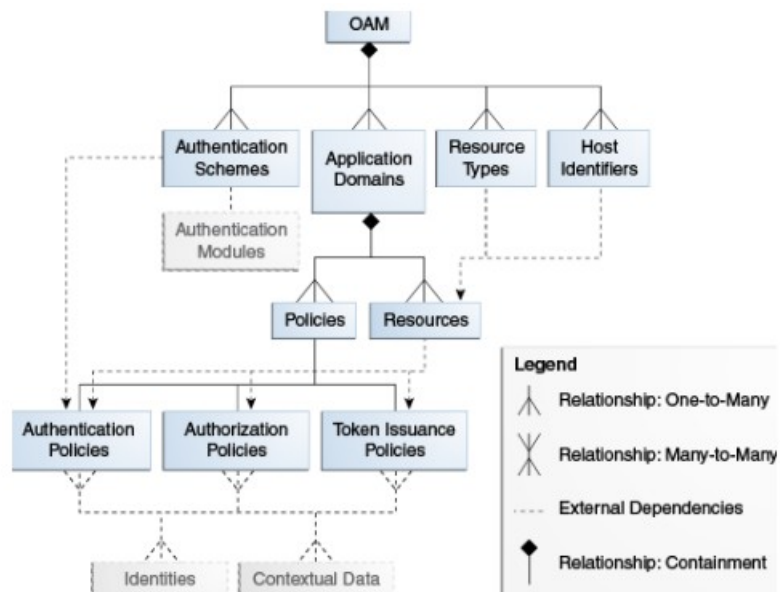 OAM
Authentication
Schemes
Application
Domains
Resource
Types
Host
Identifiers
Authentication
Modules
Policies
Resources
Authentication
Policies
Authorization
Policies
Token Issuance
Policies
Identities
Contextual Data
Legend
Relationship: One-to-Many
Relationship: Many-to-Many
External Dependencies
Relationship: Containment